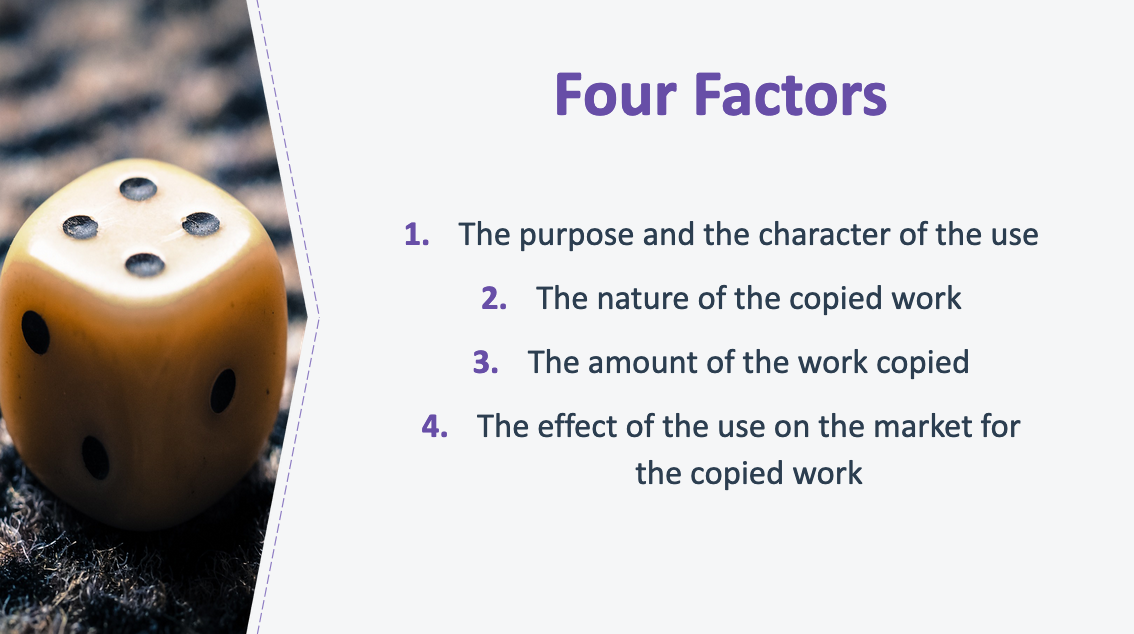 Four Factors
1. The purpose and the character of the use
2. The nature of the copied work
3. The amount of the work copied
4. The effect of the use on the market for
the copied work